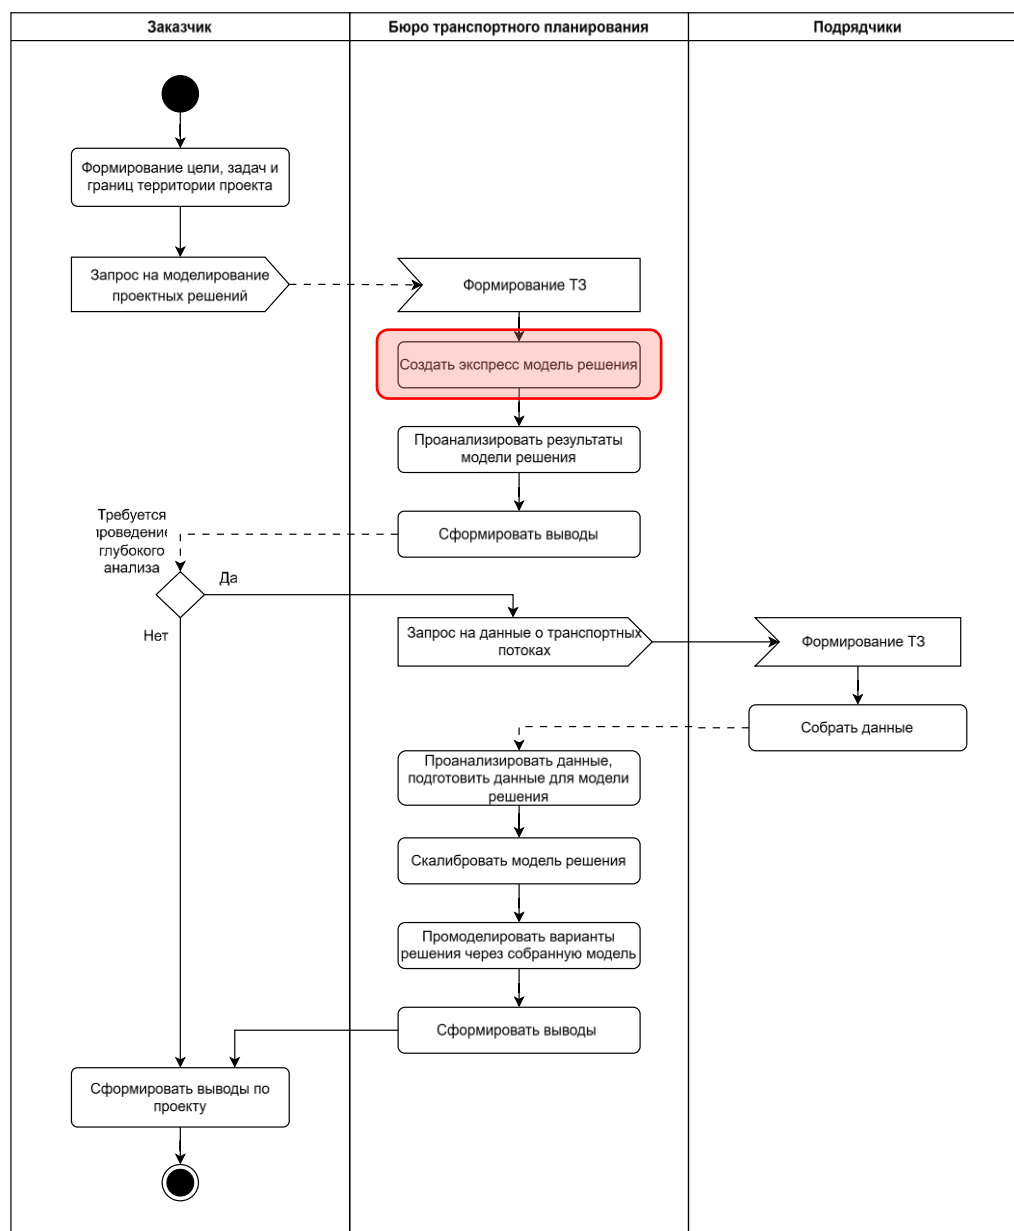 Заказчик
Бюро транспортного планирования
Подрядчики
Формирование цели, задач и
границ территории проекта
Запрос на моделирование
проектных решений
Формирование ТЗ
Создать экспресс модель решения
Проанализировать результаты
модели решения
Сформировать выводы
Требуется
проведени
глубокого
анализа
Да
Нет
Запрос на данные о транспортных
потоках
Формирование ТЗ
Собрать данные
Проанализировать данные,
подготовить данные для модели
решения
Скалибровать модель решения
Промоделировать варианты
решения через собранную модель
Сформировать выводы
Сформировать выводы по
проекту